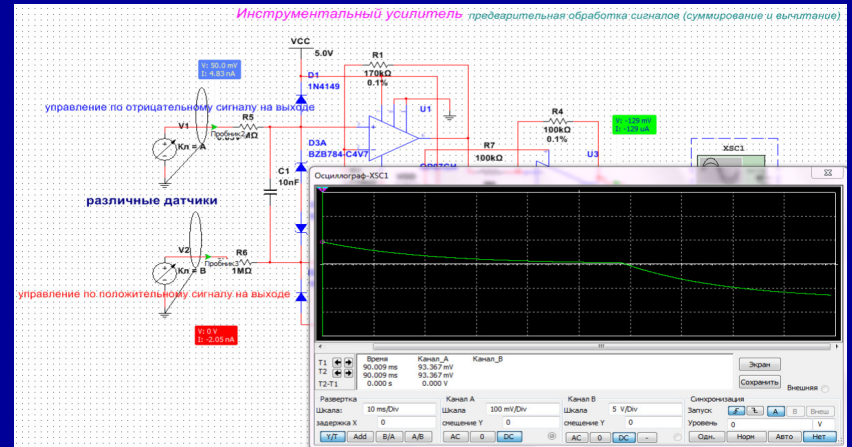 Инструментальный усилитель предварительная обработка сигналов (суммирование и вычитание)
VCC
5.0V
R1
170kΩ
0.1%
V: 50.0 mV
I: 4.83 nA
D1
1N4149
управление по отрицательному сигналу на выходе
U1
R5
V1
Пробник2
MΩ
Кл = A
D3A
BZB784-C4V7
R4
100kΩ
0.1%
V: -129 mV
I: -129 uA
R7
100kΩ
U3
XSC1
C1
10nF
различные датчики
V2
R6
Пробник3
1MΩ
Кл = B
управление по положительному сигналу на выходе
V: 0 V
I: -2.05 nA
Осциллограф-XSC1
Время Канал_A Канал_B
T1 90.009 ms 93.367 mV
T2 90.009 ms 93.367 mV
T2-T1 0.000 s 0.000 V
Экран
Сохранить
Внешняя
Развертка
Шкала: 10 ms/Div
задержка X 0
Y/T Add B/A A/B
Канал A
Шкала 100 mV/Div
смещение Y 0
AC 0 DC
Канал B
Шкала 5 V/Div
смещение Y 0
AC 0 DC -
Синхронизация
Запуск A B Внеш
Уровень 0 V
Одн. Норм Авто Нет